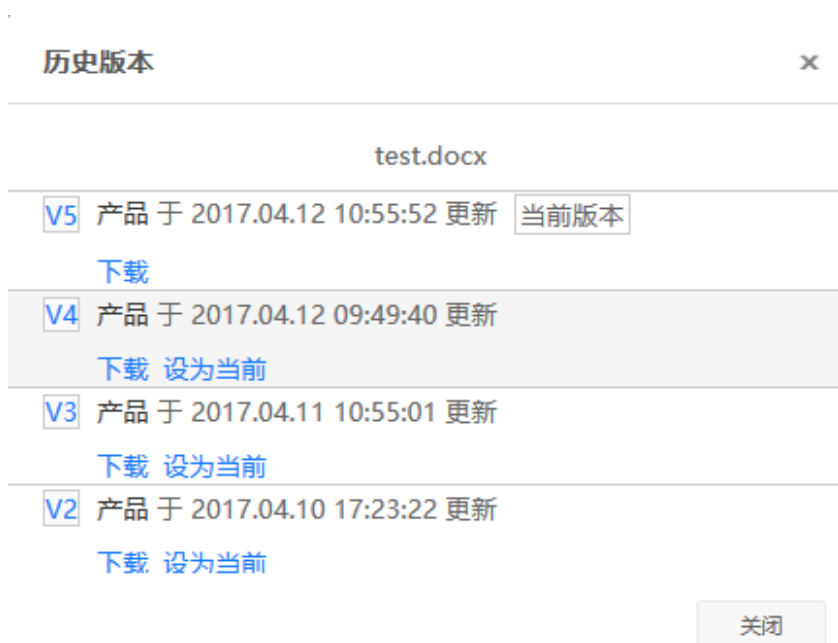 历史版本 ×
test.docx
V5 产品 于 2017.04.12 10:55:52 更新 当前版本
下载
V4 产品 于 2017.04.12 09:49:40 更新
下载 设为当前
V3 产品 于 2017.04.11 10:55:01 更新
下载 设为当前
V2 产品 于 2017.04.10 17:23:22 更新
下载 设为当前
关闭